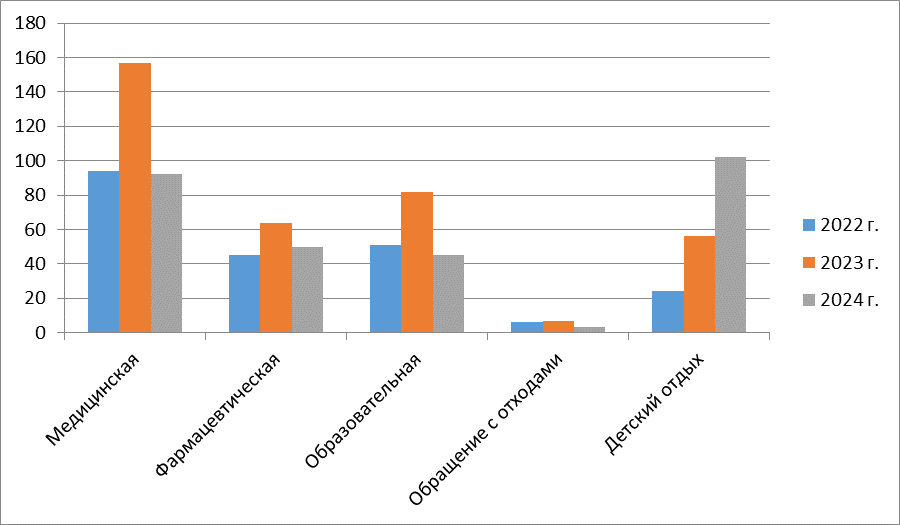 180
160
140
120
100
80
60
40
20
0
Медицинская
Фармацевтическая
Образовательная
Обращение с отходами
Детский отдых
2022 г.
2023 г.
2024 г.